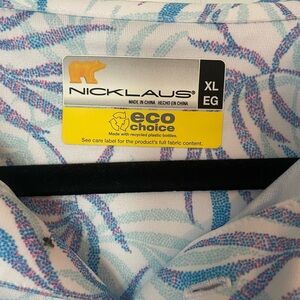 NICKLAUS®
MADE IN CHINA HECHO EN CHINA
XL
EG
eco
choice
Made with recycled plastic bottles.
See care label for the product's full fabric content.